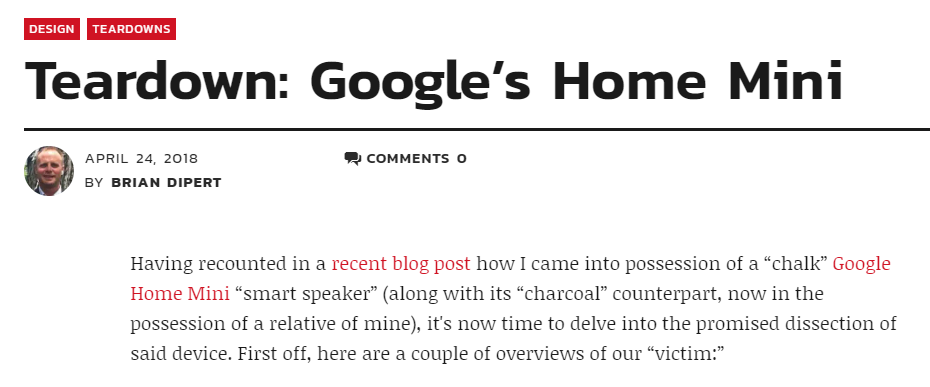 DESIGN TEARDOWNS
Teardown: Google’s Home Mini
APRIL 24, 2018 COMMENTS 0
BY BRIAN DIPERT
Having recounted in a recent blog post how I came into possession of a “chalk” Google
Home Mini “smart speaker” (along with its “charcoal” counterpart, now in the
possession of a relative of mine), it's now time to delve into the promised dissection of
said device. First off, here are a couple of overviews of our “victim:”